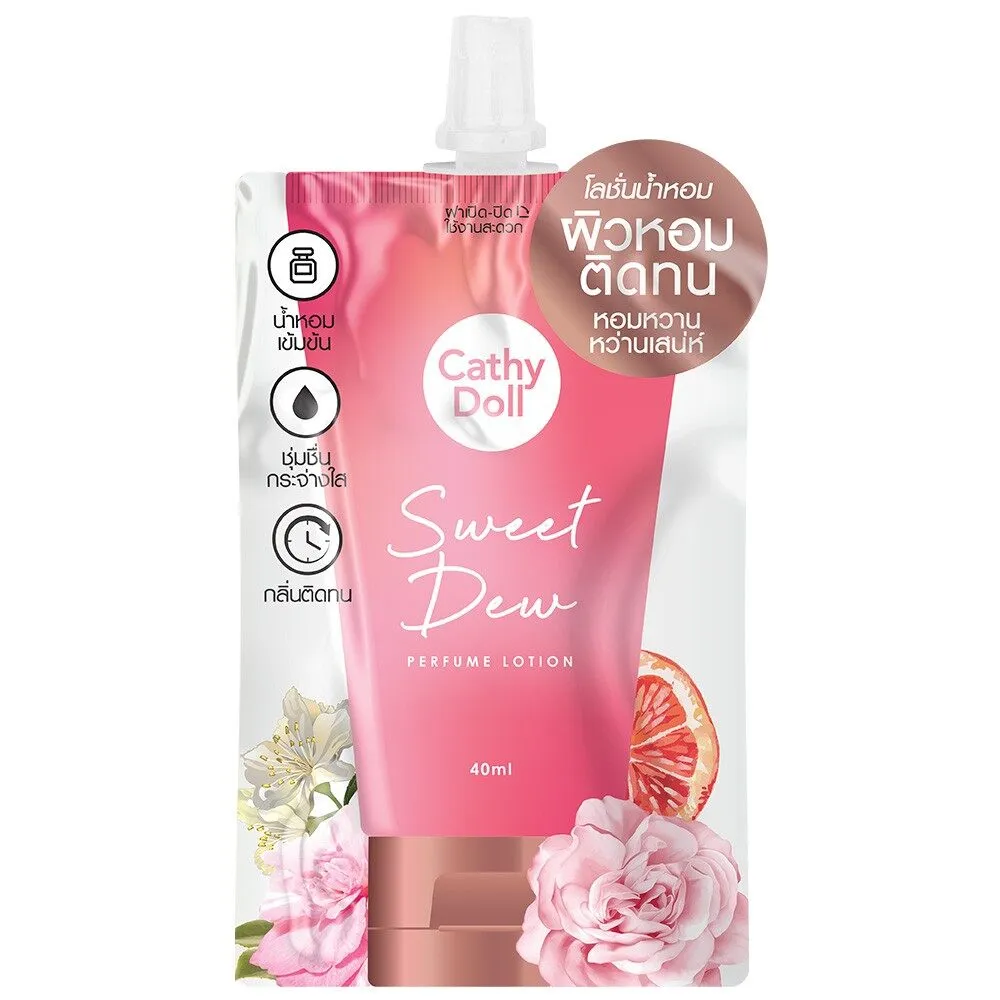 ฝาเปิด-ปิด
ใช้งานสะดวก
โลชั่นน้ำหอม
ผิวหอม
ติดทน
หอมหวาน
หว่านเสน่ห์
น้ำหอม
เข้มข้น
ชุ่มชื่น
กระจ่างใส
กลิ่นติดทน
Cathy
Doll
Sweet
Dew
PERFUME LOTION
40ml